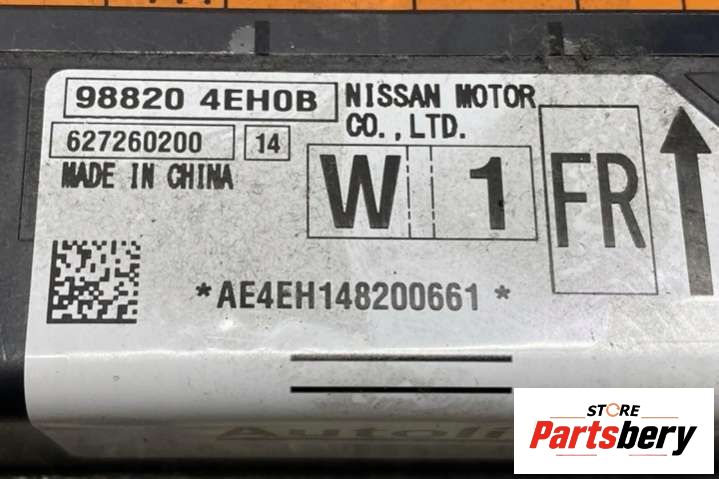 98820 4EH0B
NISSAN MOTOR
CO.,LTD.
627260200
14
MADE IN CHINA
W 1
FR
*AE4EH148200661*
STORE
Partsbery